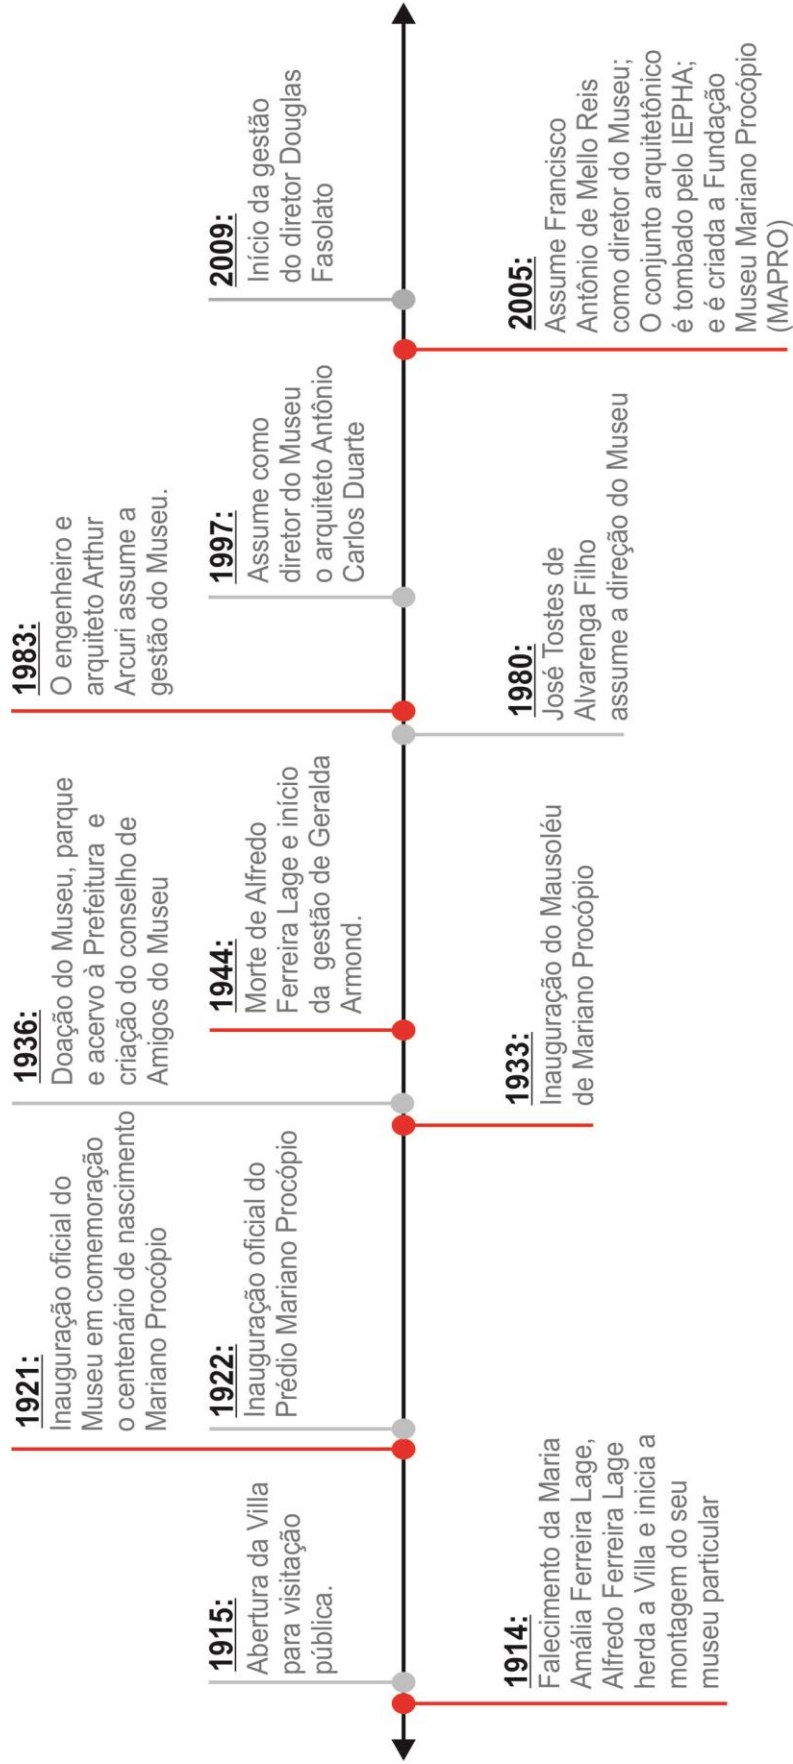 1914:
Falecimento da Maria
Amália Ferreira Lage,
Alfredo Ferreira Lage
herda a Villa e inicia a
montagem do seu
museu particular
1915:
Abertura da Villa
para visitação
pública.
1921:
Inauguração oficial do
Museu em comemoração
o centenário de nascimento
Mariano Procópio
1922:
Inauguração oficial do
Prédio Mariano Procópio
1933:
Inauguração do Mausoléu
de Mariano Procópio
1936:
Doação do Museu, parque
e acervo à Prefeitura e
criação do conselho de
Amigos do Museu
1944:
Morte de Alfredo
Ferreira Lage e início
da gestão de Geralda
Armond.
1980:
José Tostes de
Alvarenga Filho
assume a direção do Museu
1983:
O engenheiro e
arquiteto Arthur
Arcuri assume a
gestão do Museu.
1997:
Assume como
diretor do Museu
o arquiteto Antônio
Carlos Duarte
2005:
Assume Francisco
Antônio de Mello Reis
como diretor do Museu;
O conjunto arquitetônico
é tombado pelo IEPHA;
e é criada a Fundação
Museu Mariano Procópio
(MAPRO)
2009:
Início da gestão
do diretor Douglas
Fasolato